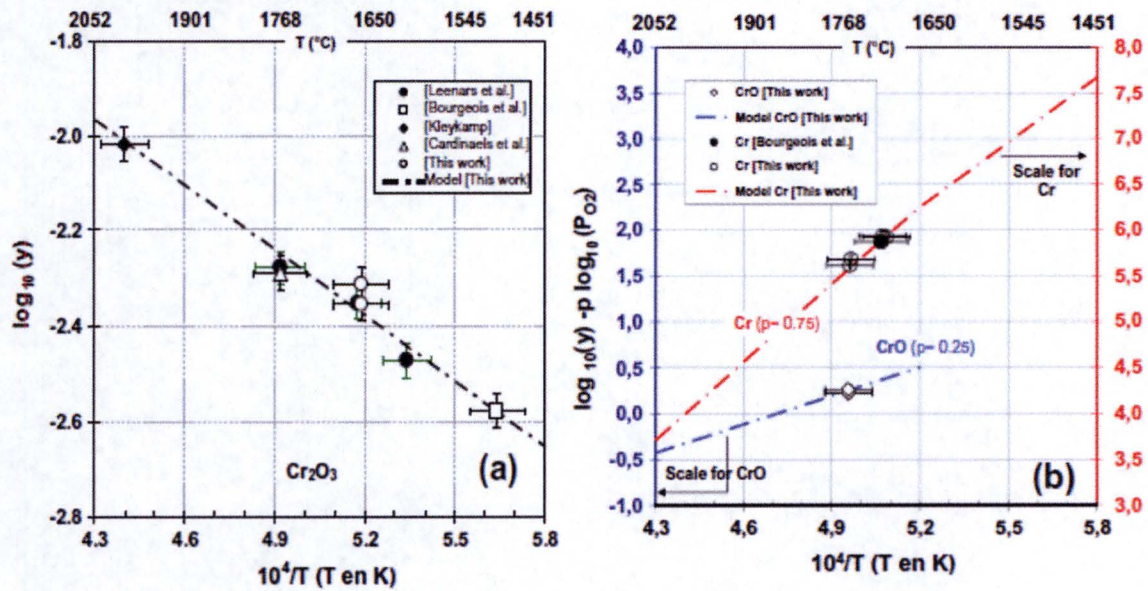 2052 1901 1768 1650 1545 1451
T (°C)
-1.8
-2.0
-2.2
-2.4
-2.6
-2.8
log₁₀ (y)
[Leenars et al.]
[Bourgeois et al.]
[Kleykamp]
[Cardinaels et al.]
[This work]
Model [This work]
Cr₂O₃
(a)
4.3 4.6 4.9 5.2 5.5 5.8
10⁴/T (T en K)
2052 1901 1768 1650 1545 1451
T (°C)
4,0
3,5
3,0
2,5
2,0
1,5
1,0
0,5
0,0
-0,5
-1,0
log ₁₀(y) -p log₁₀ (P_O2)
CrO [This work]
Model CrO [This work]
Cr [Bourgeois et al.]
Cr [This work]
Model Cr [This work]
Scale for
Cr
Cr (p= 0.75)
CrO (p= 0.25)
Scale for CrO
(b)
8,0
7,5
7,0
6,5
6,0
5,5
5,0
4,5
4,0
3,5
3,0
4,3 4,6 4,9 5,2 5,5 5,8
10⁴/T (T en K)